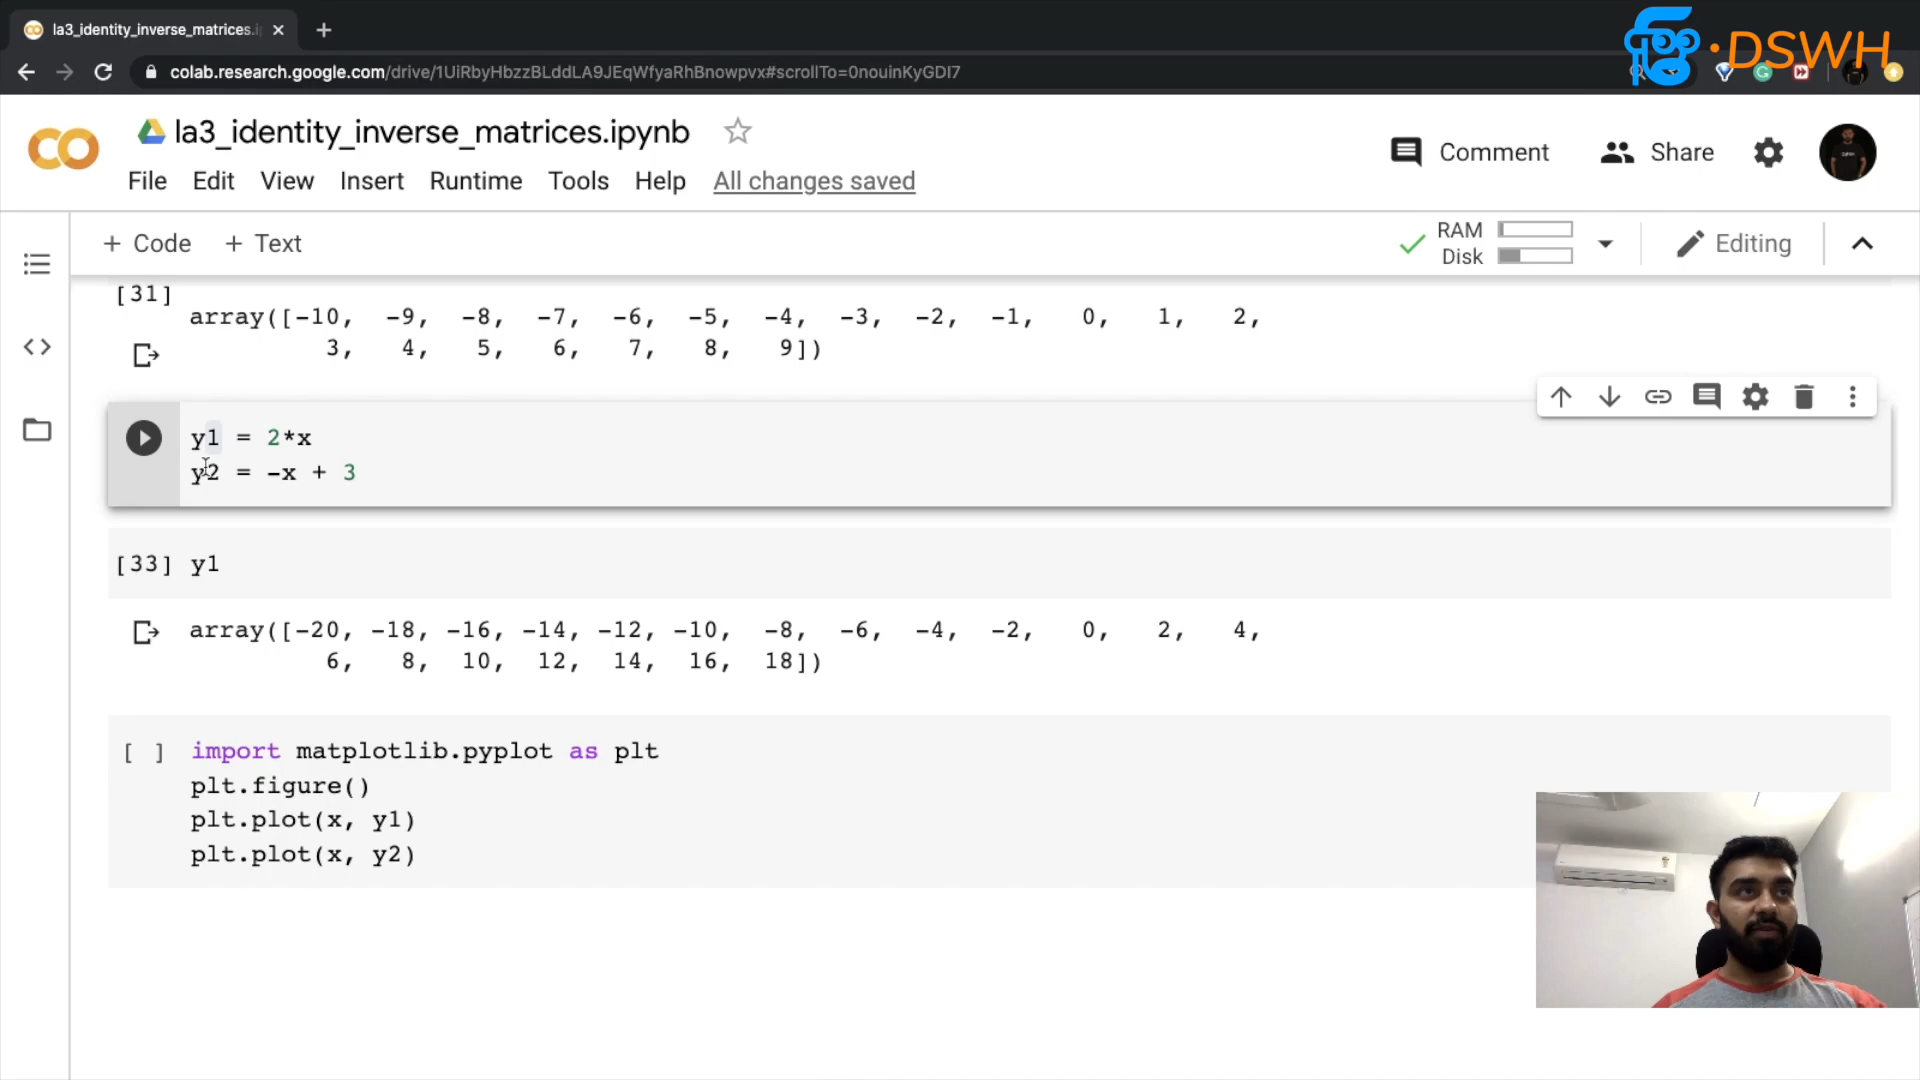 la3_identity_inverse_matrices.i
colab.research.google.com/drive/1UiRbyHbzzBLddLA9JEqWfyaRhBnowpvx#scrollTo=0nouinKyGDI7
DSWH
la3_identity_inverse_matrices.ipynb
Comment
Share
File Edit View Insert Runtime Tools Help All changes saved
+ Code + Text
RAM
Disk
Editing
[31]
array([-10, -9, -8, -7, -6, -5, -4, -3, -2, -1, 0, 1, 2,
3, 4, 5, 6, 7, 8, 9])
y1 = 2*x
y2 = -x + 3
[33] y1
array([-20, -18, -16, -14, -12, -10, -8, -6, -4, -2, 0, 2, 4,
6, 8, 10, 12, 14, 16, 18])
[ ] import matplotlib.pyplot as plt
plt.figure()
plt.plot(x, y1)
plt.plot(x, y2)